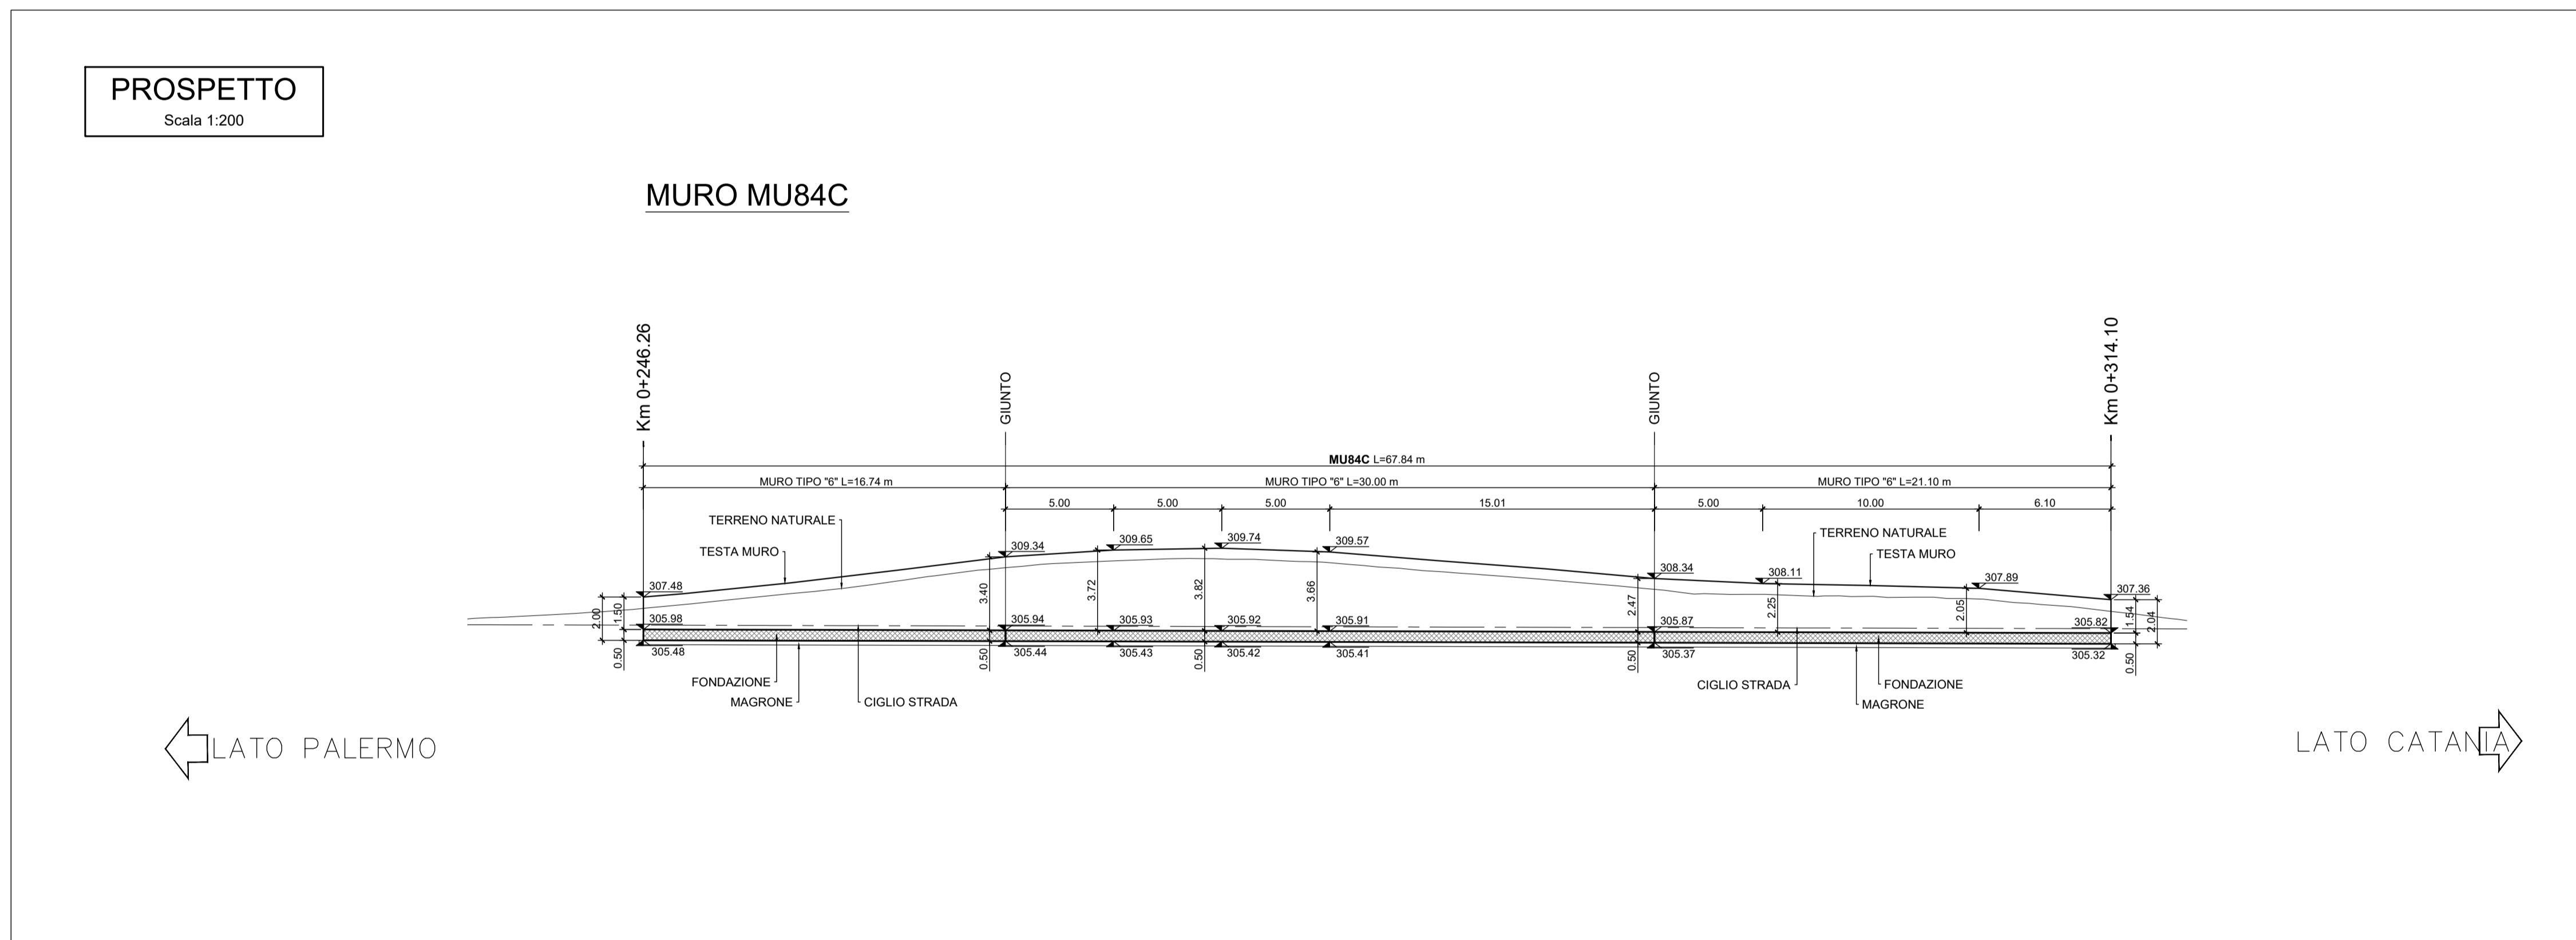 PROSPETTO
Scala 1:200
MURO MU84C
Km 0+246.26
GIUNTO
GIUNTO
Km 0+314.10
MU84C L=67.84 m
MURO TIPO "6" L=16.74 m
MURO TIPO "6" L=30.00 m
MURO TIPO "6" L=21.10 m
5.00
5.00
5.00
15.01
5.00
10.00
6.10
TERRENO NATURALE
TESTA MURO
TERRENO NATURALE
TESTA MURO
307.48
309.34
309.65
309.74
309.57
308.34
308.11
307.89
307.36
2.00
1.50
3.40
3.72
3.82
3.66
2.47
2.25
2.05
1.54
2.04
305.98
305.94
305.93
305.92
305.91
305.87
305.82
0.50
0.50
0.50
0.50
0.50
305.48
305.44
305.43
305.42
305.41
305.37
305.32
FONDAZIONE
MAGRONE
CIGLIO STRADA
CIGLIO STRADA
FONDAZIONE
MAGRONE
LATO PALERMO
LATO CATANIA